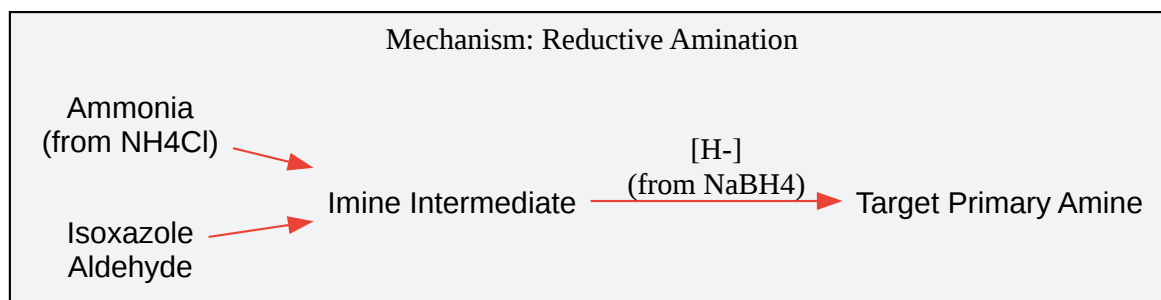 Mechanism: Reductive Amination
Ammonia
(from NH4Cl)
Isoxazole
Aldehyde
Imine Intermediate
[H-]
(from NaBH4)
Target Primary Amine